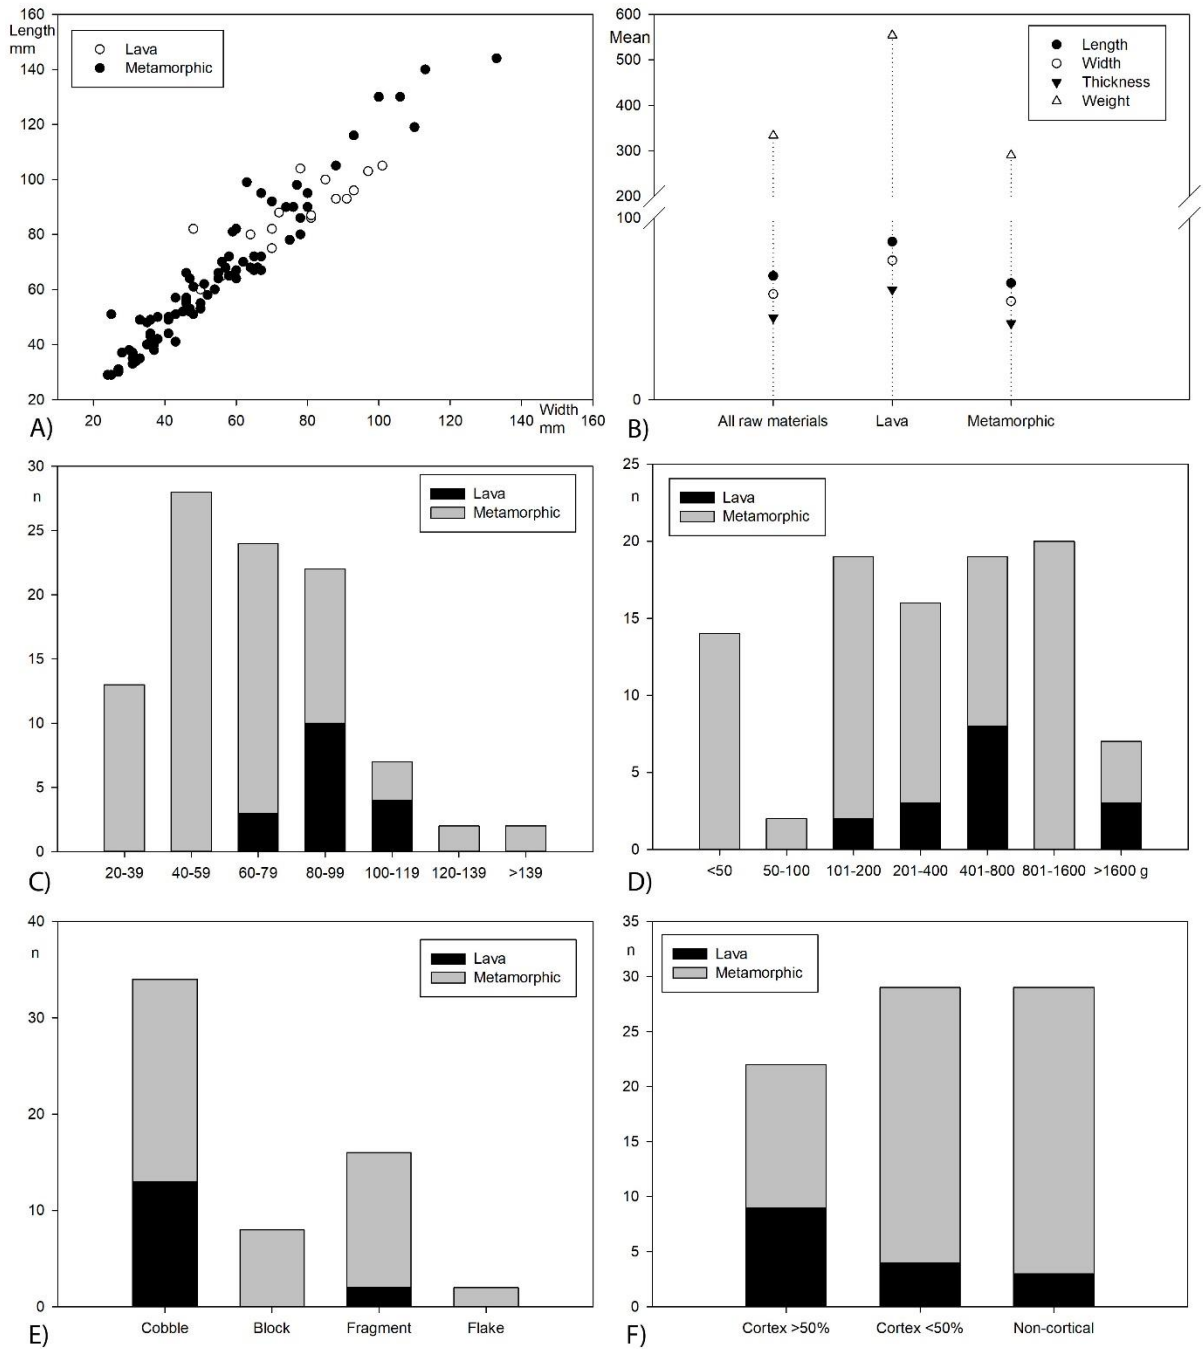 160
Length
mm
140
120
100
80
60
40
20
Lava
Metamorphic
20
40
60
80
100
120
140
160
Width
mm
A)
600
Mean
500
400
300
200
100
0
Length
Width
Thickness
Weight
All raw materials
Lava
Metamorphic
B)
30
n
25
20
15
10
5
0
Lava
Metamorphic
20-39
40-59
60-79
80-99
100-119
120-139
>139
C)
25
n
20
15
10
5
0
Lava
Metamorphic
<50
50-100
101-200
201-400
401-800
801-1600
>1600 g
D)
40
n
30
20
10
0
Lava
Metamorphic
Cobble
Block
Fragment
Flake
E)
35
n
30
25
20
15
10
5
0
Lava
Metamorphic
Cortex >50%
Cortex <50%
Non-cortical
F)